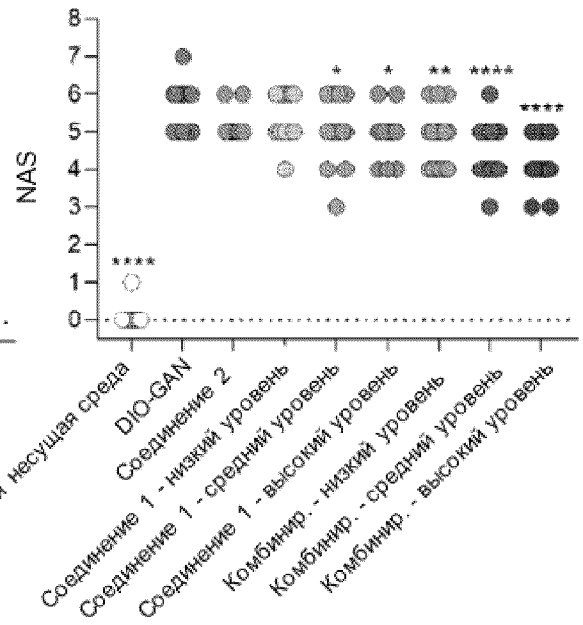 8
7
6
5
4
3
2
1
0
NAS
****
*
*
**
****
****
несущая среда
DIO-GAN
Соединение 2
Соединение 1 - низкий уровень
Соединение 1 - средний уровень
Соединение 1 - высокий уровень
Комбинир. - низкий уровень
Комбинир. - средний уровень
Комбинир. - высокий уровень